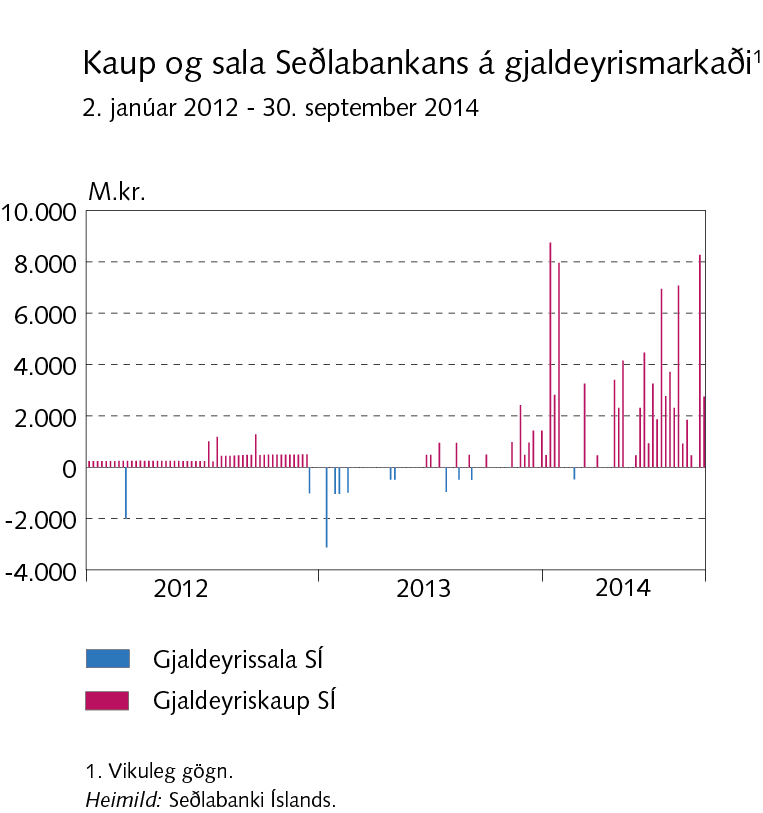 Kaup og sala Seðlabankans á gjaldeyrismarkaði¹
2. janúar 2012 - 30. september 2014
M.kr.
10.000
8.000
6.000
4.000
2.000
0
-2.000
-4.000
2012 2013 2014
Gjaldeyrissala SÍ
Gjaldeyriskaup SÍ
1. Vikuleg gögn.
Heimild: Seðlabanki Íslands.